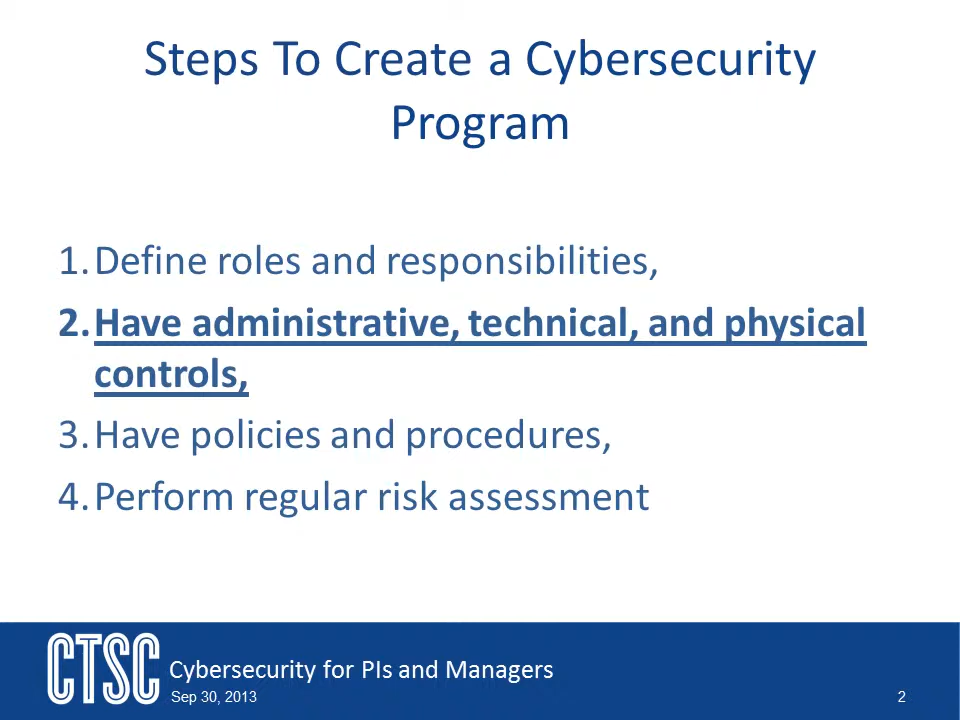 Steps To Create a Cybersecurity
Program
1. Define roles and responsibilities,
2. Have administrative, technical, and physical
controls,
3. Have policies and procedures,
4. Perform regular risk assessment
CTSC
Cybersecurity for PIs and Managers
Sep 30, 2013
2